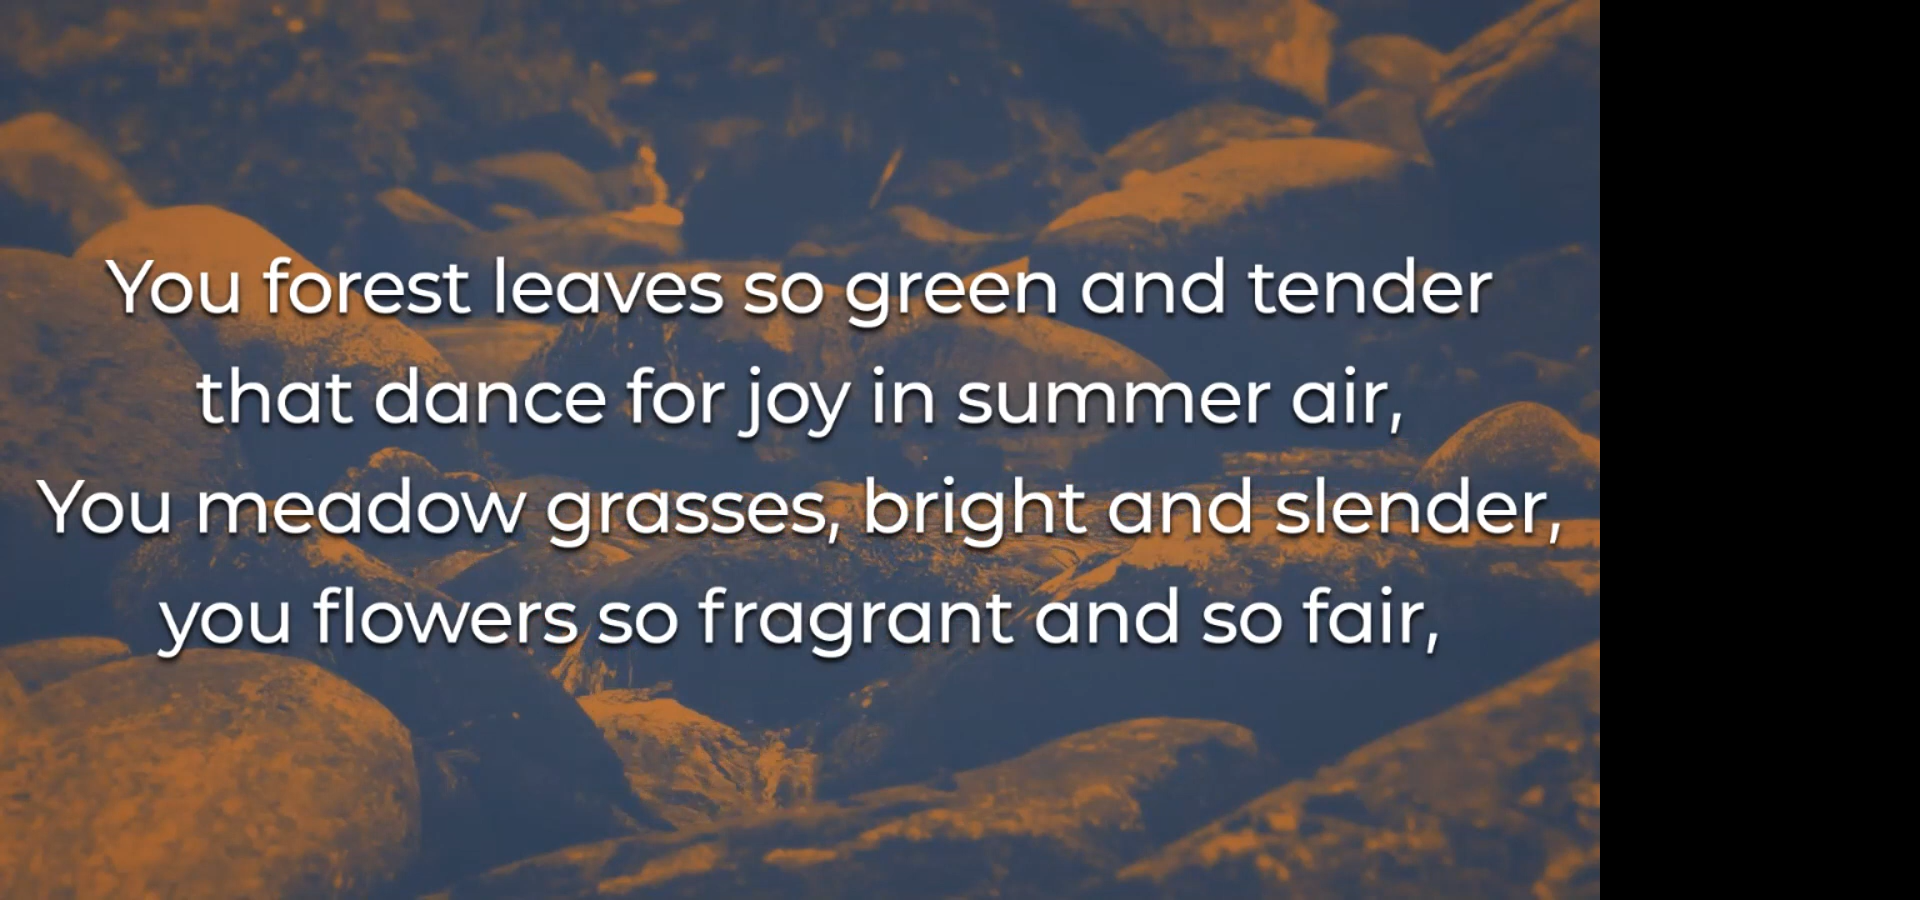 You forest leaves so green and tender
that dance for joy in summer air,
You meadow grasses, bright and slender,
you flowers so fragrant and so fair,